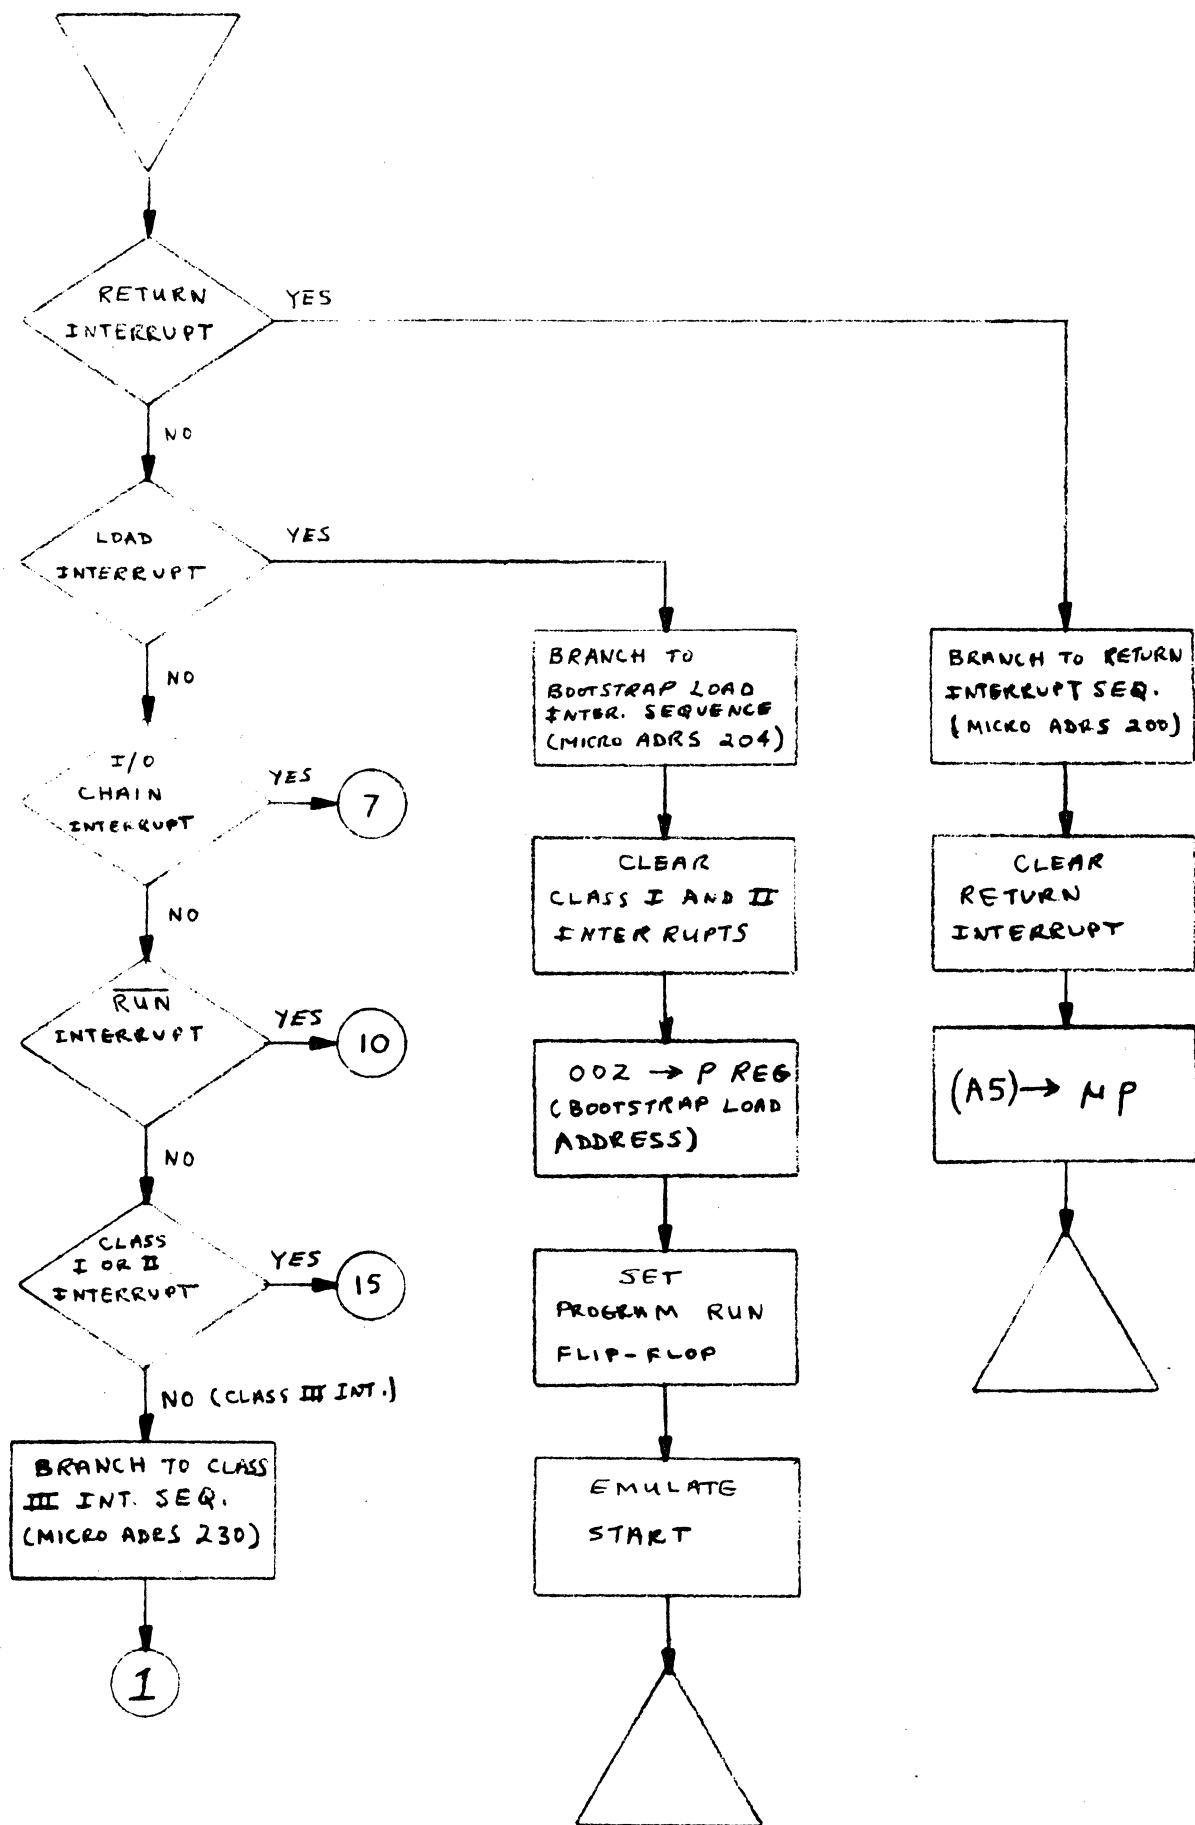 RETURN
INTERRUPT
YES
NO
LOAD
INTERRUPT
YES
NO
I/O
CHAIN
INTERRUPT
YES
7
NO
RUN
INTERRUPT
YES
10
NO
CLASS
I OR II
INTERRUPT
YES
15
NO (CLASS III INT.)
BRANCH TO CLASS
III INT. SEQ.
(MICRO ADRS 230)
1
BRANCH TO
BOOTSTRAP LOAD
INTER. SEQUENCE
(MICRO ADRS 204)
CLEAR
CLASS I AND II
INTERRUPTS
002 → P REG
(BOOTSTRAP LOAD
ADDRESS)
SET
PROGRAM RUN
FLIP-FLOP
EMULATE
START
BRANCH TO RETURN
INTERRUPT SEQ.
(MICRO ADRS 200)
CLEAR
RETURN
INTERRUPT
(A5) → μP